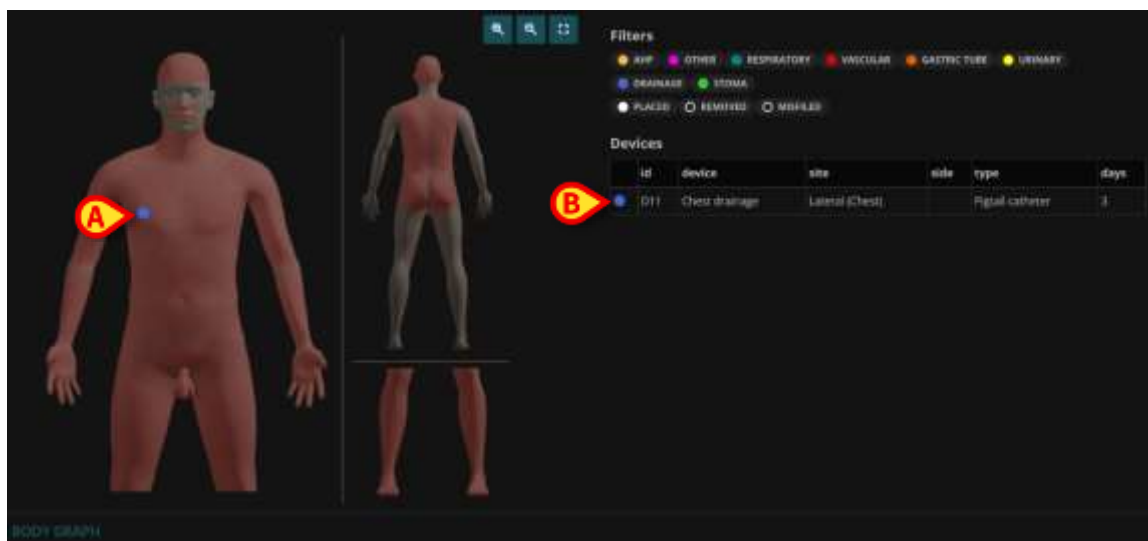 Filters
AHP OTHER RESPIRATORY VASCULAR GASTRIC TUBE URINARY
DRAINAGE STOMA
PLACED REMOVED MISFILED
Devices
id device site side type days
A
B D11 Chest drainage Lateral (Chest) Pigtail catheter 3
BODY GRAPH